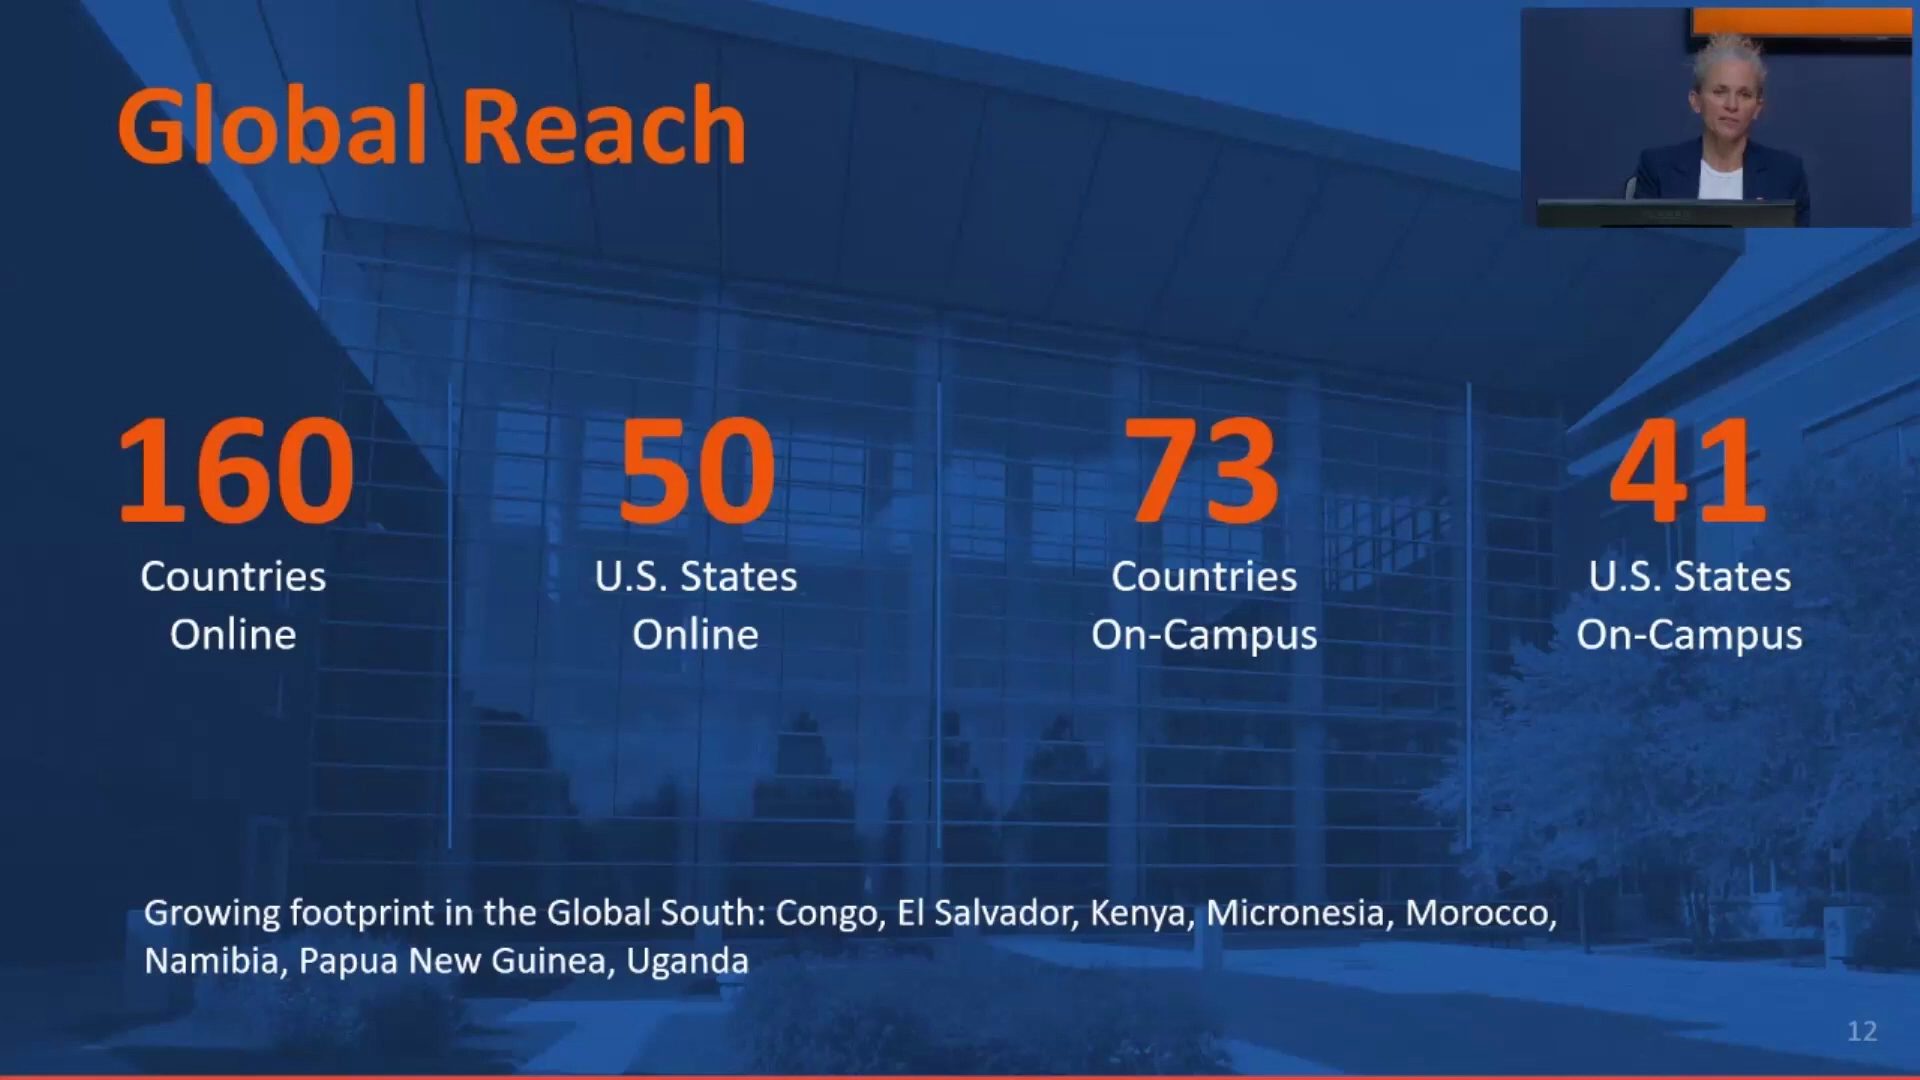 Global Reach
160
Countries
Online
50
U.S. States
Online
73
Countries
On-Campus
41
U.S. States
On-Campus
Growing footprint in the Global South: Congo, El Salvador, Kenya, Micronesia, Morocco,
Namibia, Papua New Guinea, Uganda
12